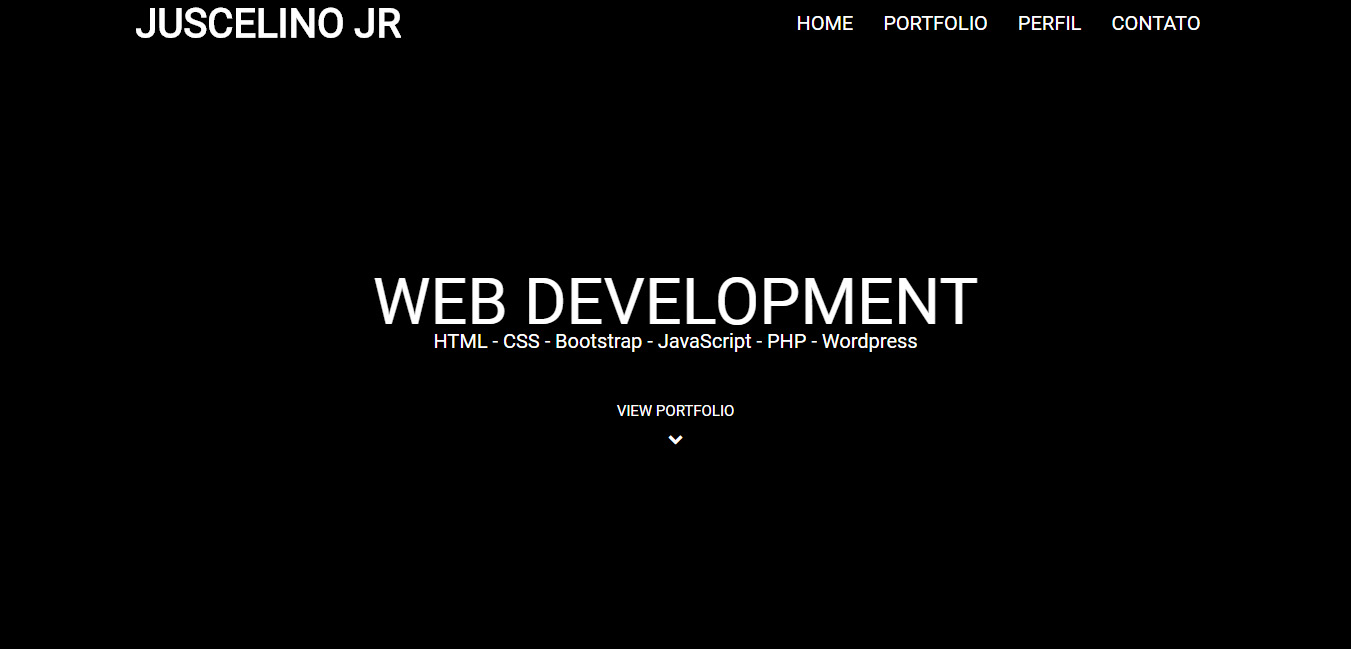 JUSCELINO JR
HOME PORTFOLIO PERFIL CONTATO
WEB DEVELOPMENT
HTML - CSS - Bootstrap - JavaScript - PHP - Wordpress
VIEW PORTFOLIO